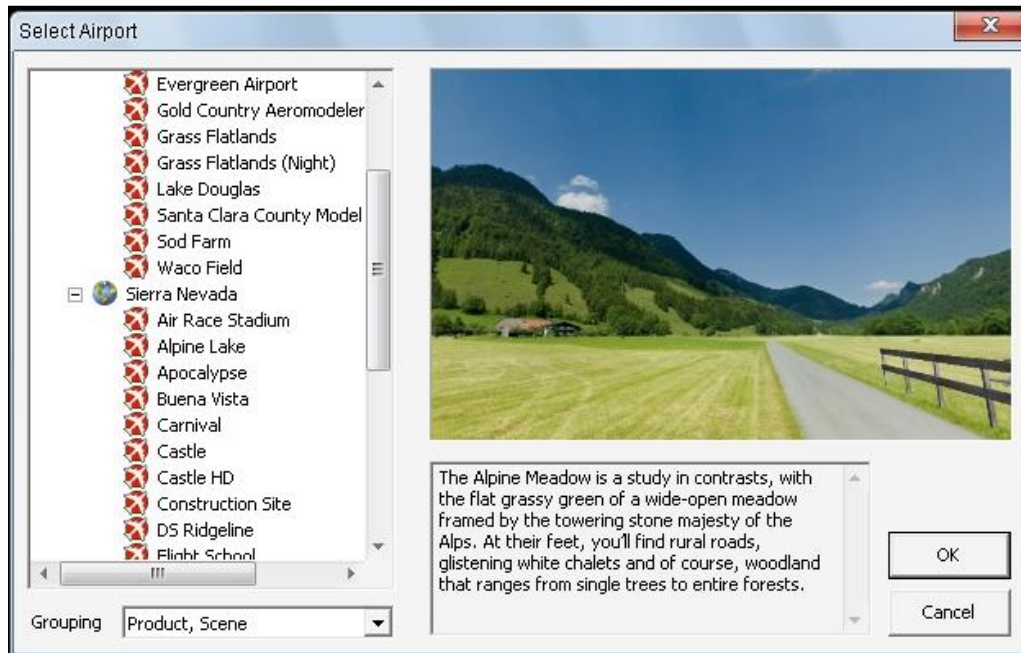 Select Airport
Evergreen Airport
Gold Country Aeromodeler
Grass Flatlands
Grass Flatlands (Night)
Lake Douglas
Santa Clara County Model
Sod Farm
Waco Field
Sierra Nevada
Air Race Stadium
Alpine Lake
Apocalypse
Buena Vista
Carnival
Castle
Castle HD
Construction Site
DS Ridgeline
Flight School
Grouping
Product, Scene
The Alpine Meadow is a study in contrasts, with
the flat grassy green of a wide-open meadow
framed by the towering stone majesty of the
Alps. At their feet, you'll find rural roads,
glistening white chalets and of course, woodland
that ranges from single trees to entire forests.
OK
Cancel